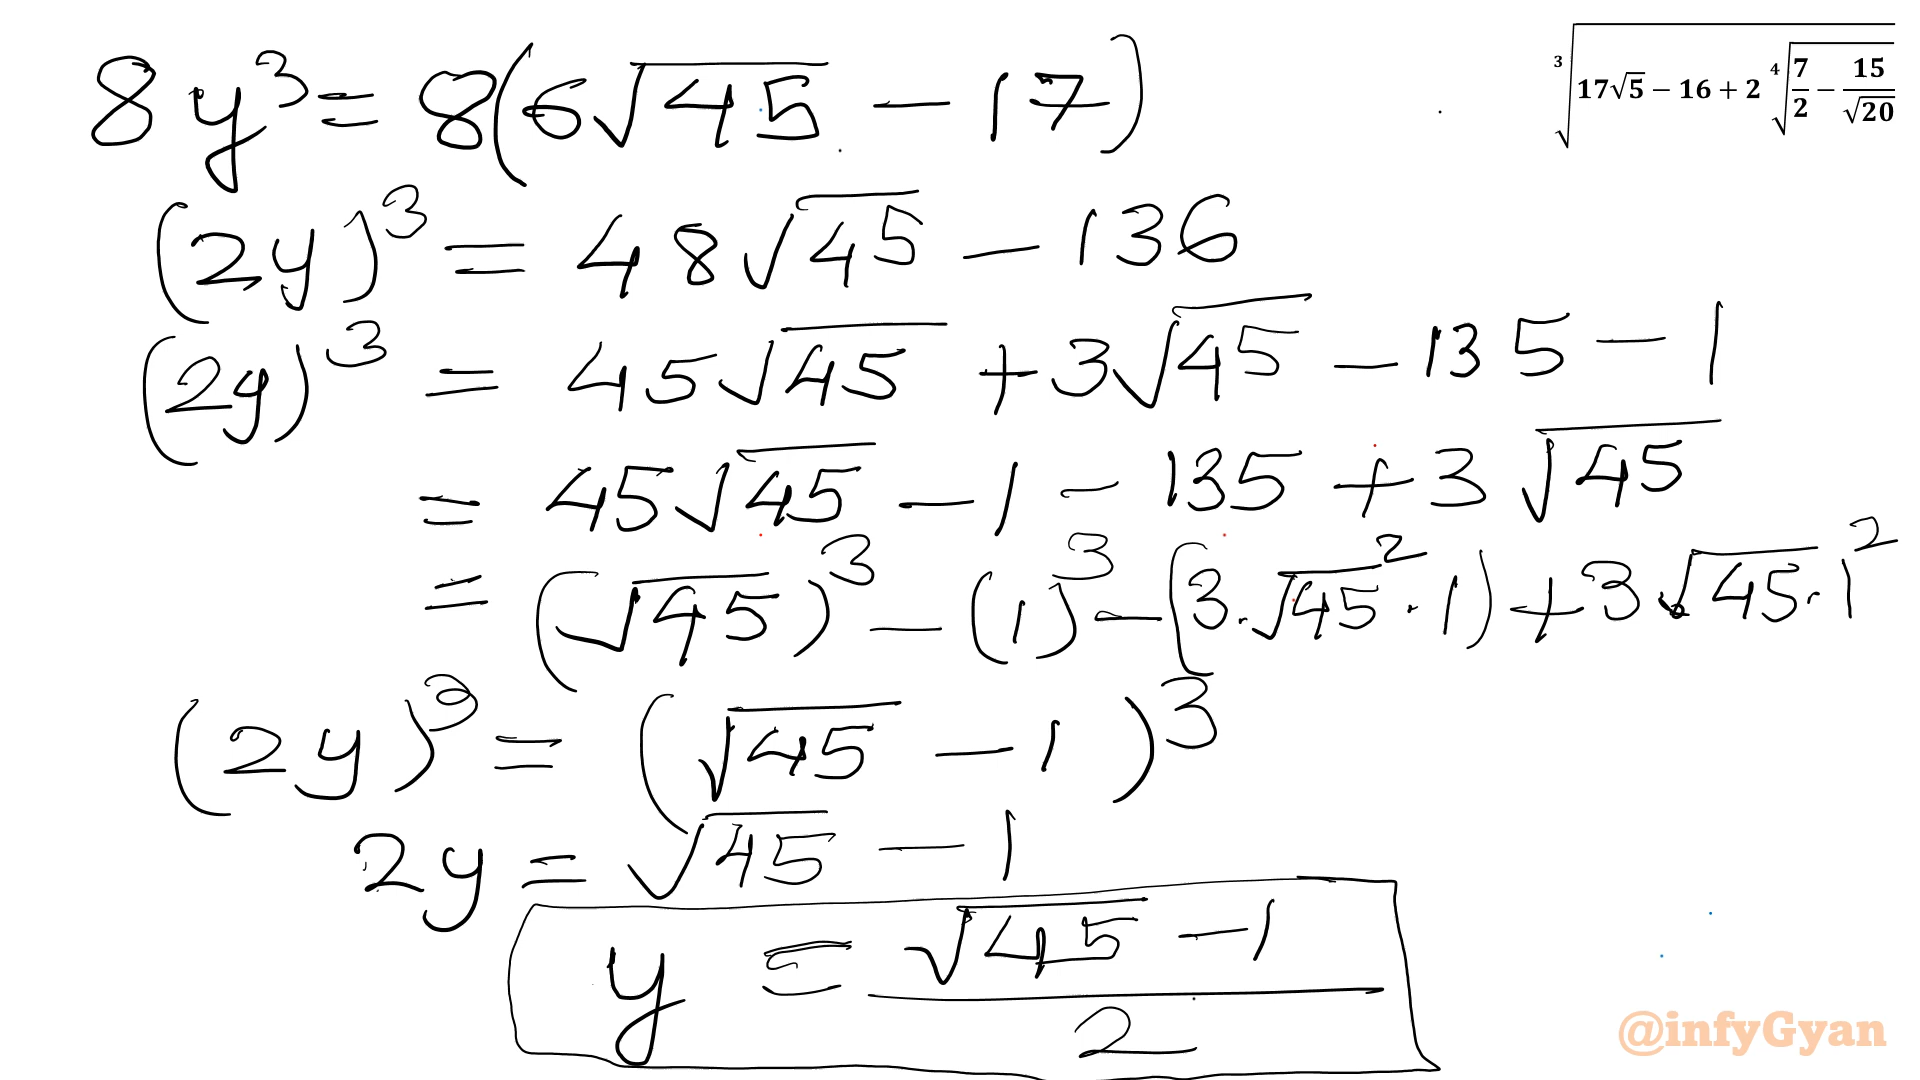 8y³ = 8(6√45 − 17)
∛(17√5 − 16 + 2 ∜(7/2 − 15/√20))
(2y)³ = 48√45 − 136
(2y)³ = 45√45 + 3√45 − 135 − 1
= 45√45 − 1 − 135 + 3√45
= (√45)³ − (1)³ − (3·√45²·1) + 3√45·1²
(2y)³ = (√45 − 1)³
2y = √45 − 1
y = (√45 − 1)/2
@infyGyan